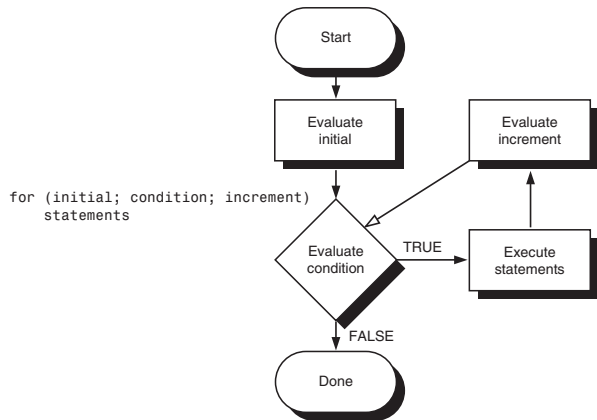 Start
Evaluate
initial
Evaluate
increment
for (initial; condition; increment)
statements
Evaluate
condition
TRUE
Execute
statements
FALSE
Done